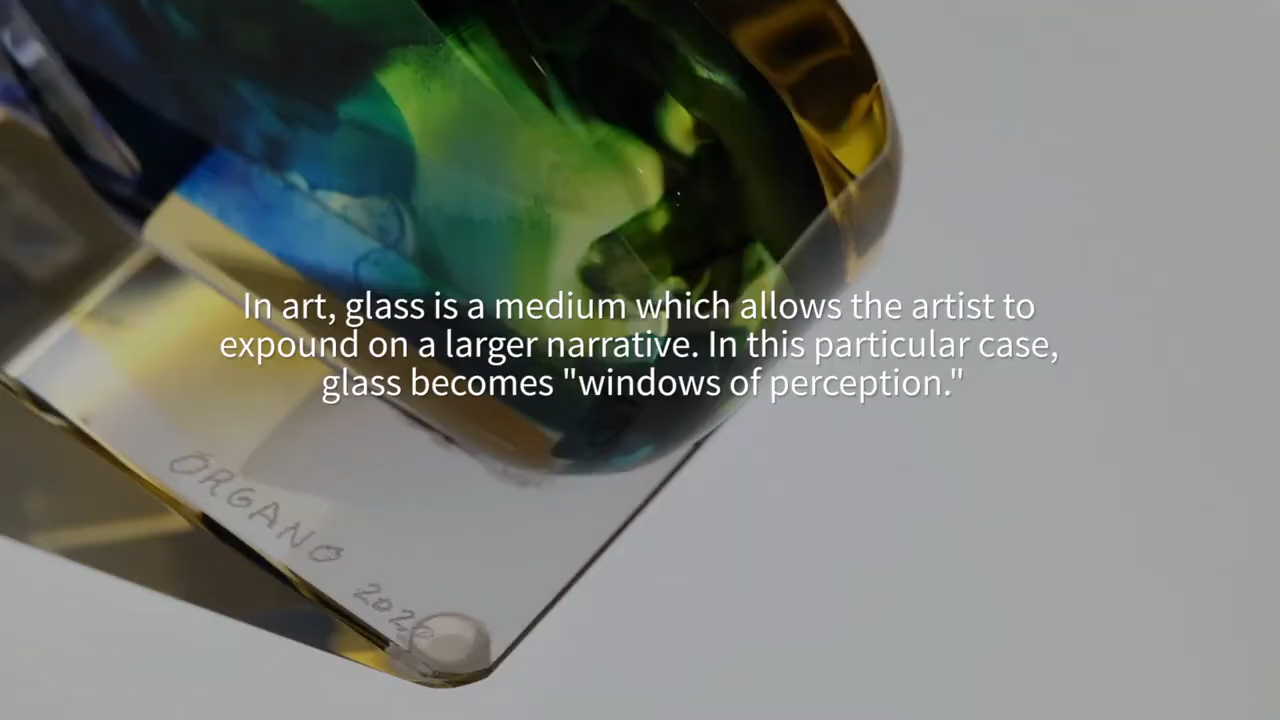 In art, glass is a medium which allows the artist to
expound on a larger narrative. In this particular case,
glass becomes "windows of perception."
ORGANO 2020